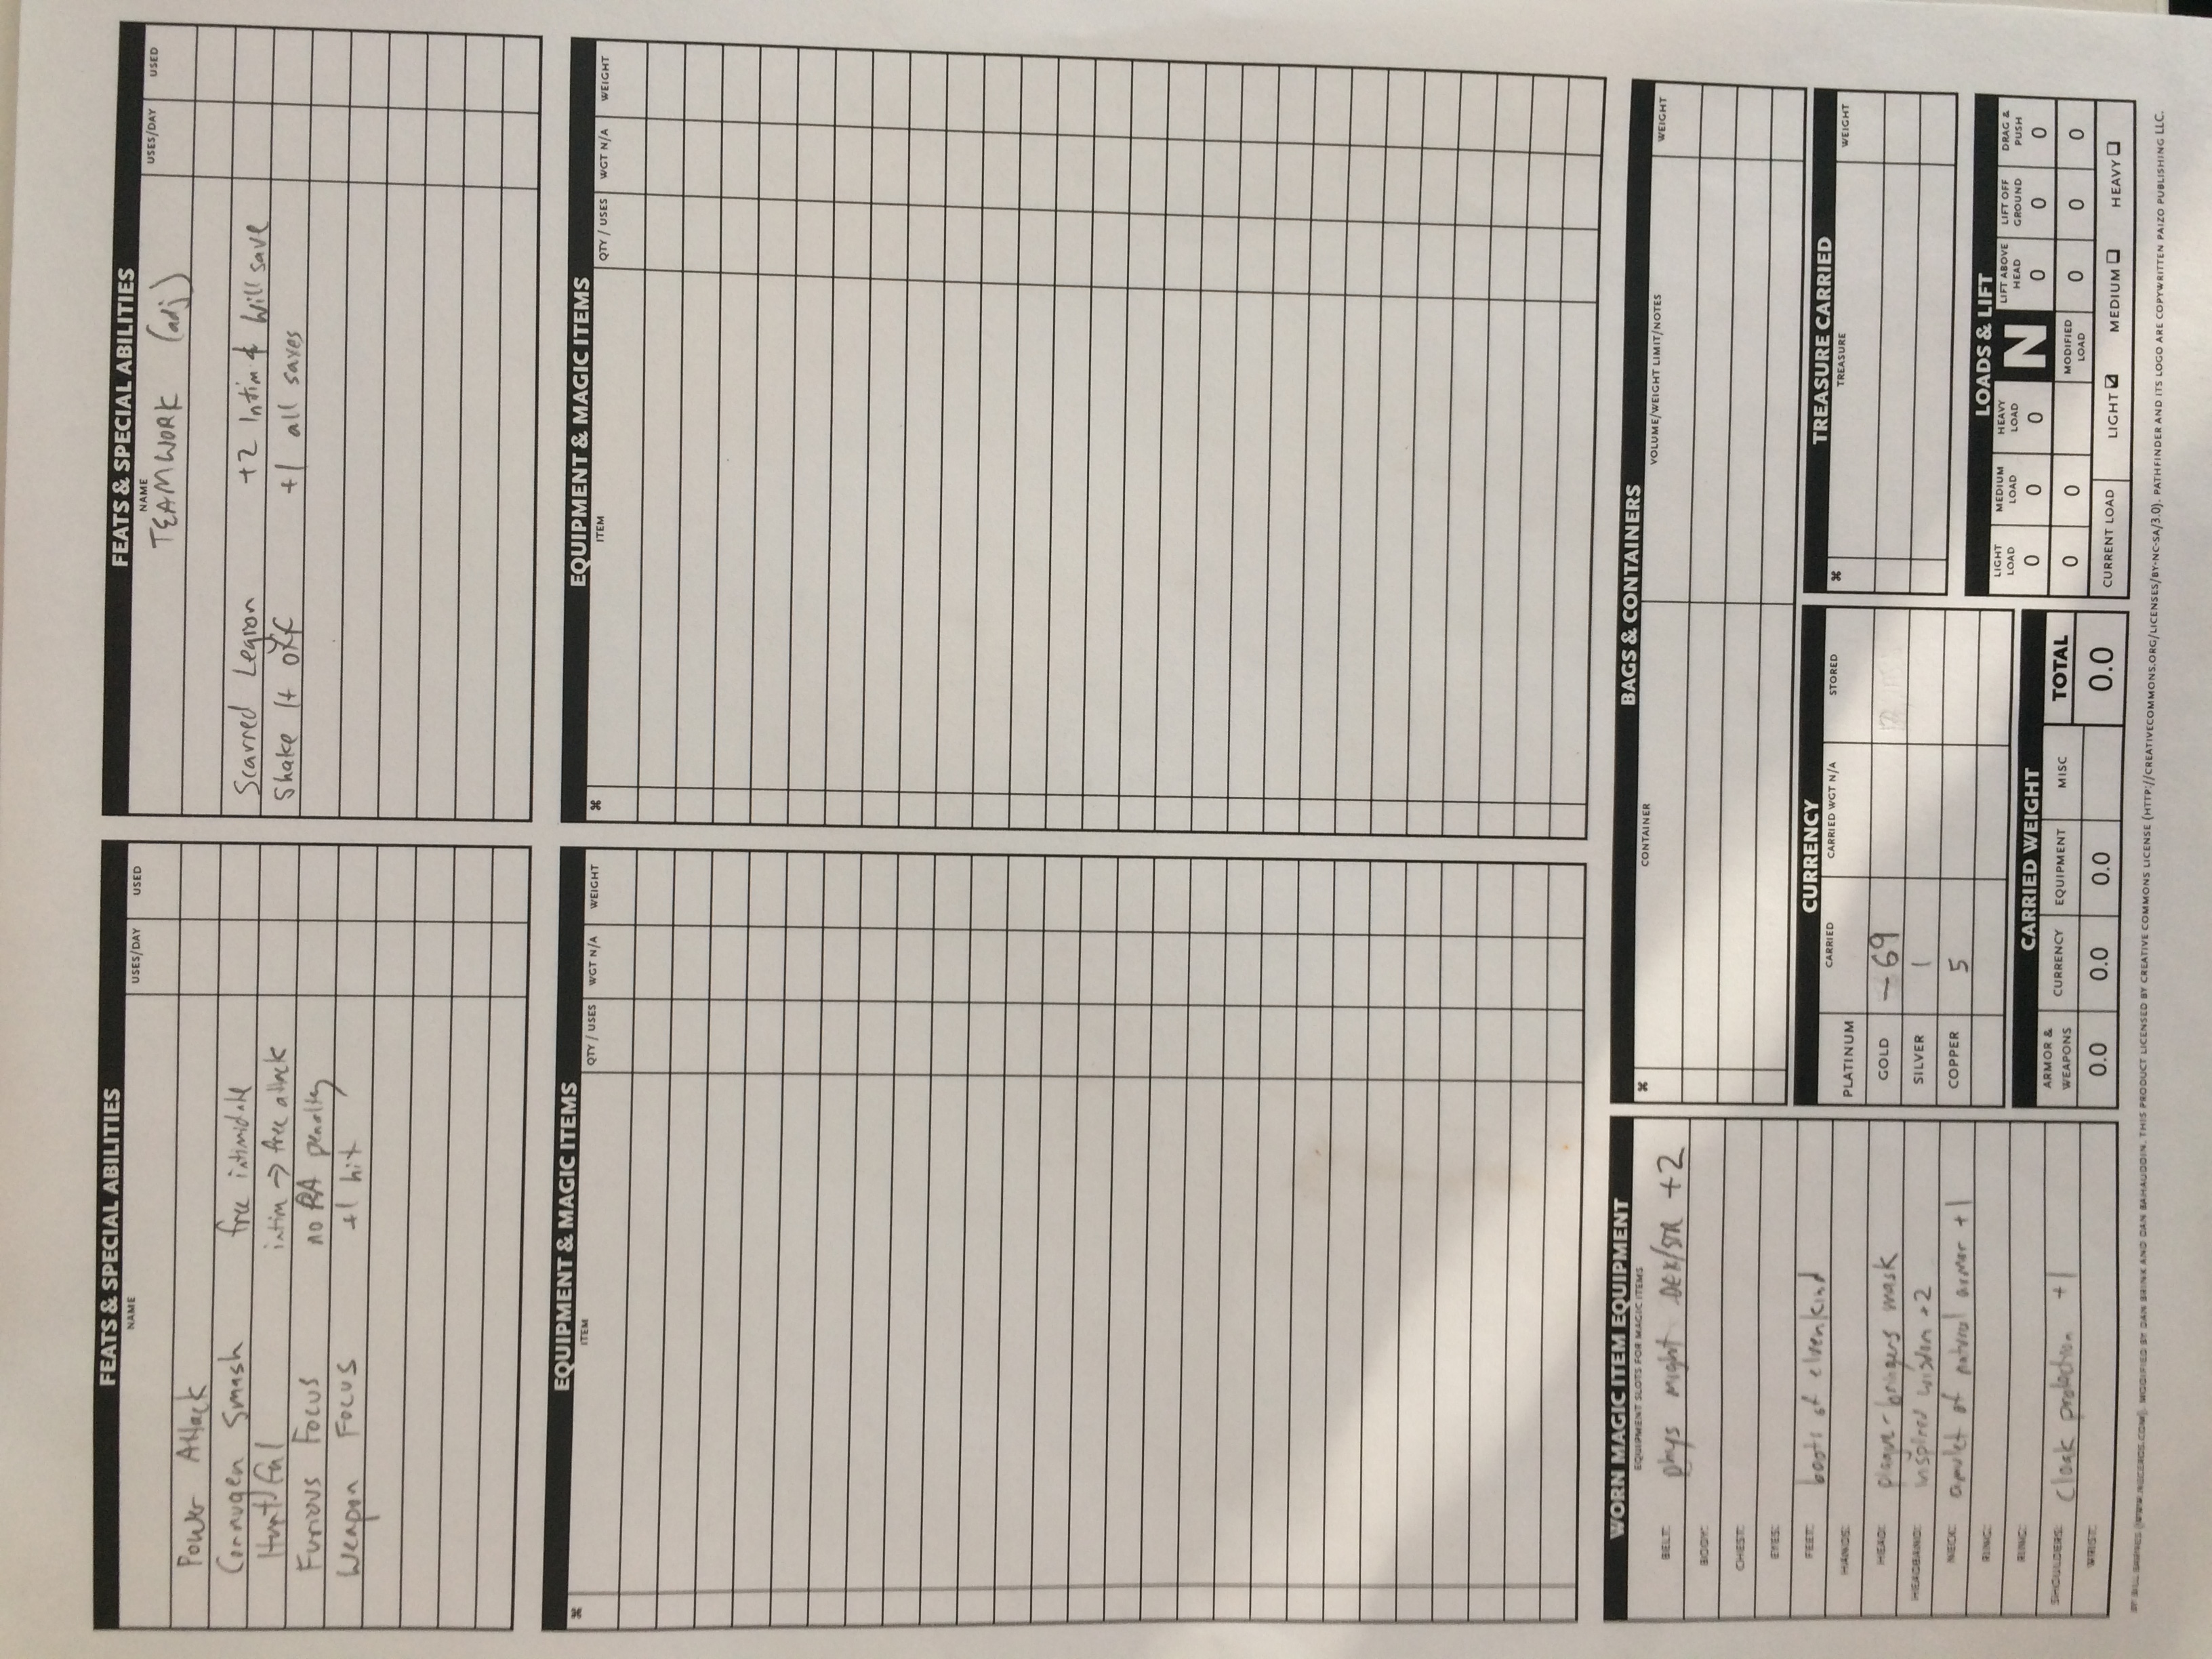 FEATS & SPECIAL ABILITIES
NAME USES/DAY USED
Power Attack
Cornugen Smash free intimidate
Hurtful intim → free attack
Furious Focus no PA penalty
Weapon Focus +1 hit
FEATS & SPECIAL ABILITIES
NAME USES/DAY USED
TEAMWORK (adj)
Scarred Legion +2 Intim & Will save
Shake It off +1 all saves
EQUIPMENT & MAGIC ITEMS
⌘ ITEM QTY / USES WGT N/A WEIGHT
EQUIPMENT & MAGIC ITEMS
⌘ ITEM QTY / USES WGT N/A WEIGHT
WORN MAGIC ITEM EQUIPMENT
EQUIPMENT SLOTS FOR MAGIC ITEMS
BELT: phys might DEX/STR +2
BODY:
CHEST:
EYES:
FEET: boots of elvenkind
HANDS:
HEAD: plague-bringers mask
HEADBAND: inspired wisdom +2
NECK: amulet of natural armor +1
RING:
RING:
SHOULDERS: cloak protection +1
WRIST:
BAGS & CONTAINERS
⌘ CONTAINER VOLUME/WEIGHT LIMIT/NOTES WEIGHT
CURRENCY
CARRIED CARRIED WGT N/A STORED
PLATINUM
GOLD -69
SILVER 1
COPPER 5
TREASURE CARRIED
⌘ TREASURE WEIGHT
CARRIED WEIGHT
ARMOR & WEAPONS CURRENCY EQUIPMENT MISC TOTAL
0.0 0.0 0.0 0.0
LOADS & LIFT
LIGHT LOAD MEDIUM LOAD HEAVY LOAD N LIFT ABOVE HEAD LIFT OFF GROUND DRAG & PUSH
0 0 0 0 0 0
0 0 MODIFIED LOAD 0 0 0
CURRENT LOAD LIGHT ☑ MEDIUM ☐ HEAVY ☐
BY BILL BARNES (WWW.NECEROS.COM). MODIFIED BY DAN BRINK AND DAN BAHAUDDIN. THIS PRODUCT LICENSED BY CREATIVE COMMONS LICENSE (HTTP://CREATIVECOMMONS.ORG/LICENSES/BY-NC-SA/3.0). PATHFINDER AND ITS LOGO ARE COPYWRITTEN PAIZO PUBLISHING LLC.